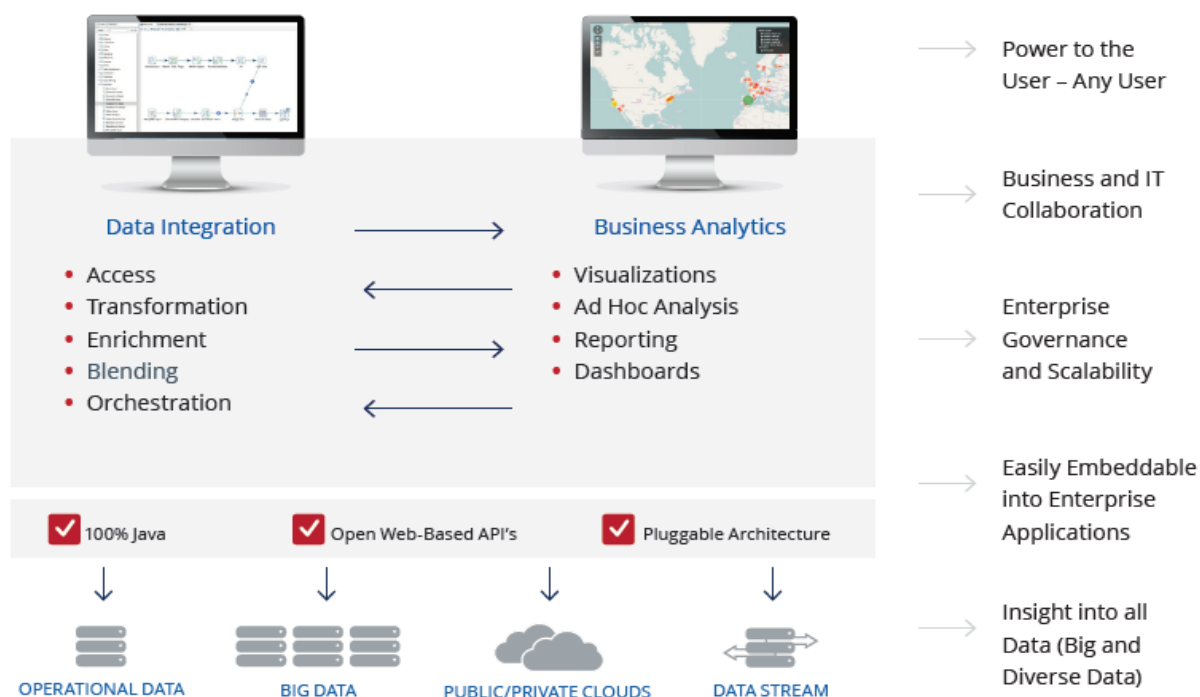 Data Integration
Access
Transformation
Enrichment
Blending
Orchestration
Business Analytics
Visualizations
Ad Hoc Analysis
Reporting
Dashboards
100% Java
Open Web-Based API's
Pluggable Architecture
OPERATIONAL DATA
BIG DATA
PUBLIC/PRIVATE CLOUDS
DATA STREAM
Power to the
User – Any User
Business and IT
Collaboration
Enterprise
Governance
and Scalability
Easily Embeddable
into Enterprise
Applications
Insight into all
Data (Big and
Diverse Data)